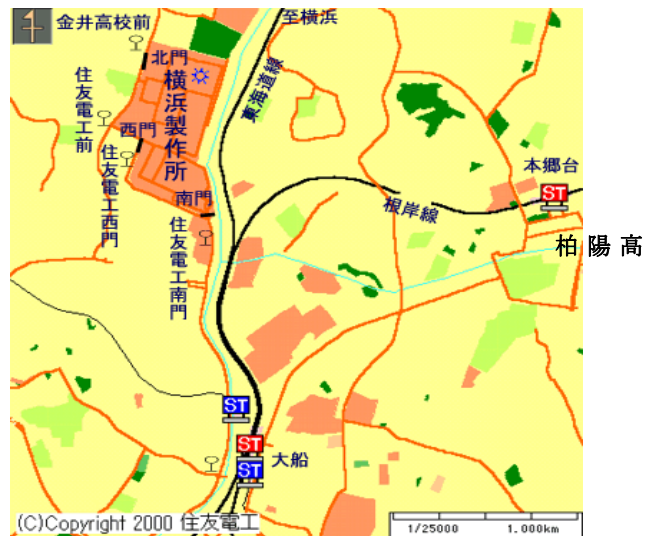 金井高校前
至横浜
北門
横浜製作所
東海道線
住友電工前
西門
住友電工西門
南門
住友電工南門
本郷台
ST
根岸線
柏陽高
ST
ST
大船
ST
(C)Copyright 2000 住友電工
1/25000 1.000km